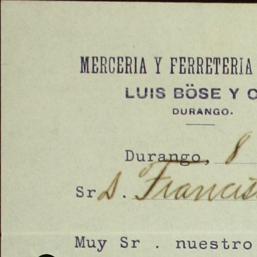 MERCERIA Y FERRETERIA
LUIS BÖSE Y C
DURANGO.
Durango, 8
Sr D. Francis
Muy Sr . nuestro